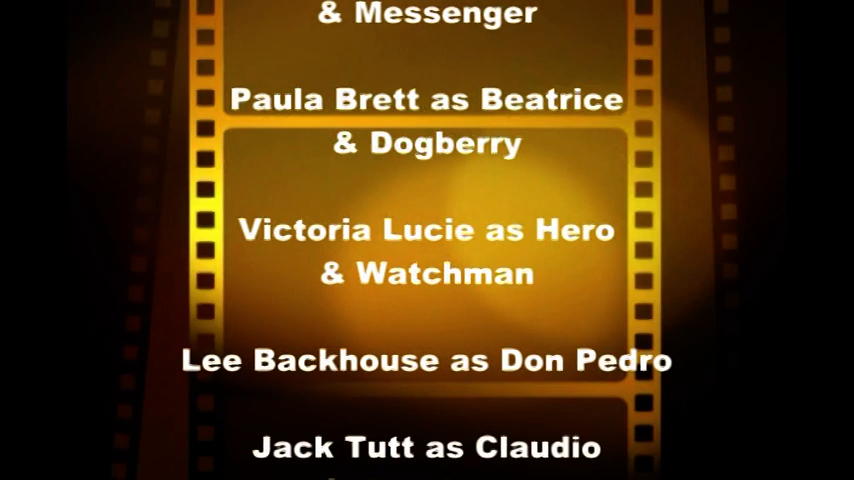 & Messenger
Paula Brett as Beatrice
& Dogberry
Victoria Lucie as Hero
& Watchman
Lee Backhouse as Don Pedro
Jack Tutt as Claudio